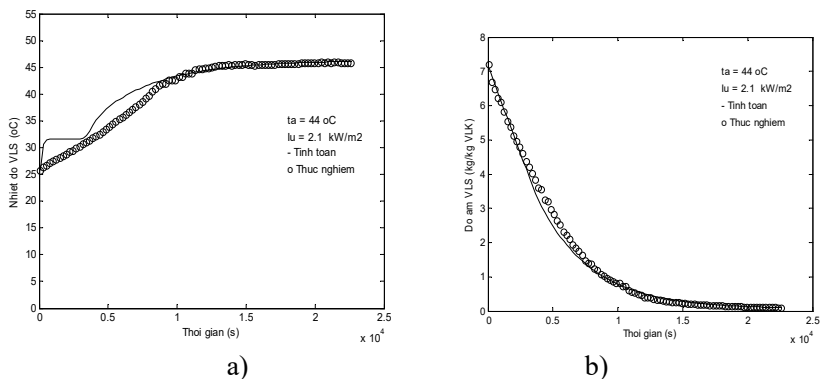 50
45
40
35
30
25
20
15
10
5
0
Nhiet do VLS (oC)
ta = 44 oC
Iu = 2.1 kW/m2
- Tinh toan
o Thuc nghiem
0 0.5 1 1.5 2 2.5
Thoi gian (s)
x 10^4
a)
8
7
6
5
4
3
2
1
0
Do am VLS (kg/kg VLK)
ta = 44 oC
Iu = 2.1 kW/m2
- Tinh toan
o Thuc nghiem
0 0.5 1 1.5 2 2.5
Thoi gian (s)
x 10^4
b)